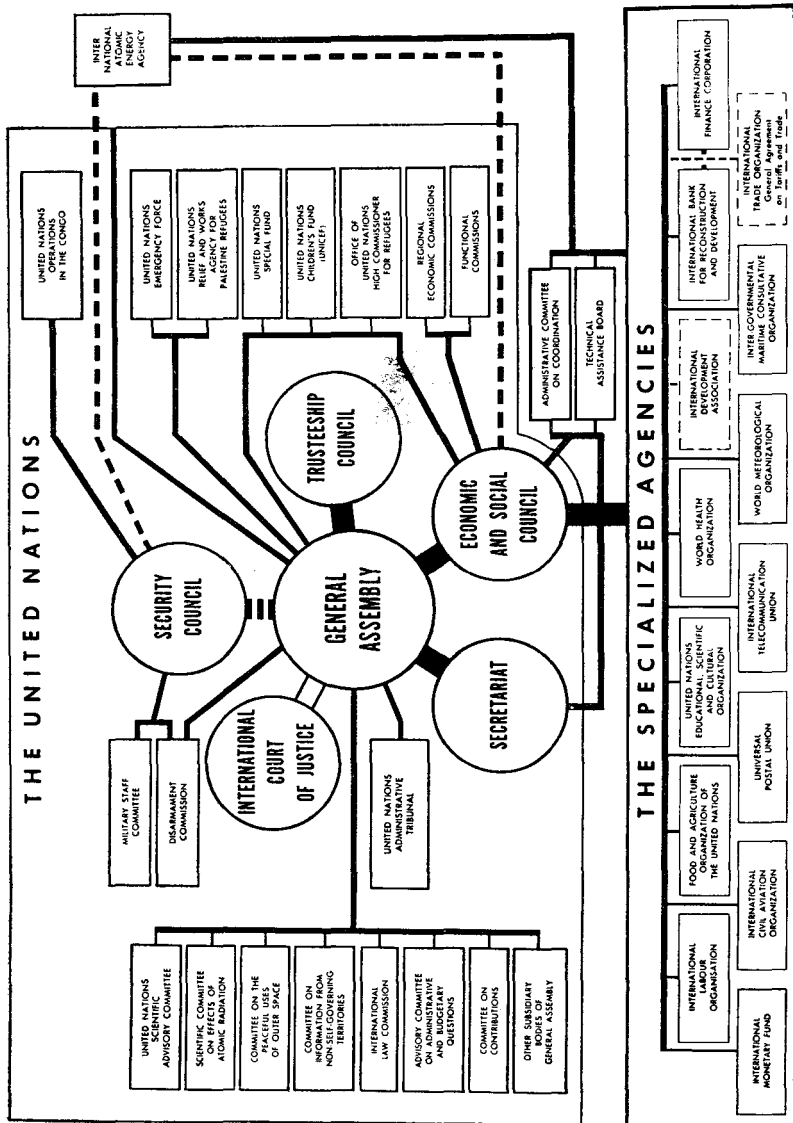 THE UNITED NATIONS
UNITED NATIONS
OPERATIONS
IN THE CONGO
INTER
NATIONAL
ATOMIC
ENERGY
AGENCY
MILITARY STAFF
COMMITTEE
DISARMAMENT
COMMISSION
SECURITY
COUNCIL
UNITED NATIONS
EMERGENCY FORCE
UNITED NATIONS
RELIEF AND WORKS
AGENCY FOR
PALESTINE REFUGEES
UNITED NATIONS
SPECIAL FUND
UNITED NATIONS
CHILDREN'S FUND
(UNICEF)
OFFICE OF
UNITED NATIONS
HIGH COMMISSIONER
FOR REFUGEES
REGIONAL
ECONOMIC COMMISSIONS
FUNCTIONAL
COMMISSIONS
INTERNATIONAL
COURT
OF JUSTICE
GENERAL
ASSEMBLY
TRUSTEESHIP
COUNCIL
UNITED NATIONS
ADMINISTRATIVE
TRIBUNAL
SECRETARIAT
ECONOMIC
AND SOCIAL
COUNCIL
UNITED NATIONS
SCIENTIFIC
ADVISORY COMMITTEE
SCIENTIFIC COMMITTEE
ON EFFECTS OF
ATOMIC RADIATION
COMMITTEE ON THE
PEACEFUL USES
OF OUTER SPACE
COMMITTEE ON
INFORMATION FROM
NON-SELF-GOVERNING
TERRITORIES
INTERNATIONAL
LAW COMMISSION
ADVISORY COMMITTEE
ON ADMINISTRATIVE
AND BUDGETARY
QUESTIONS
COMMITTEE ON
CONTRIBUTIONS
OTHER SUBSIDIARY
BODIES OF
GENERAL ASSEMBLY
ADMINISTRATIVE COMMITTEE
ON COORDINATION
TECHNICAL
ASSISTANCE BOARD
THE SPECIALIZED AGENCIES
INTERNATIONAL
LABOUR
ORGANISATION
FOOD AND AGRICULTURE
ORGANIZATION OF
THE UNITED NATIONS
UNITED NATIONS
EDUCATIONAL, SCIENTIFIC
AND CULTURAL
ORGANIZATION
WORLD HEALTH
ORGANIZATION
INTERNATIONAL
DEVELOPMENT
ASSOCIATION
INTERNATIONAL BANK
FOR RECONSTRUCTION
AND DEVELOPMENT
INTERNATIONAL
FINANCE CORPORATION
INTERNATIONAL
MONETARY FUND
INTERNATIONAL
CIVIL AVIATION
ORGANIZATION
UNIVERSAL
POSTAL UNION
INTERNATIONAL
TELECOMMUNICATION
UNION
WORLD METEOROLOGICAL
ORGANIZATION
INTER-GOVERNMENTAL
MARITIME CONSULTATIVE
ORGANIZATION
INTERNATIONAL
TRADE ORGANIZATION
General Agreement
on Tariffs and Trade